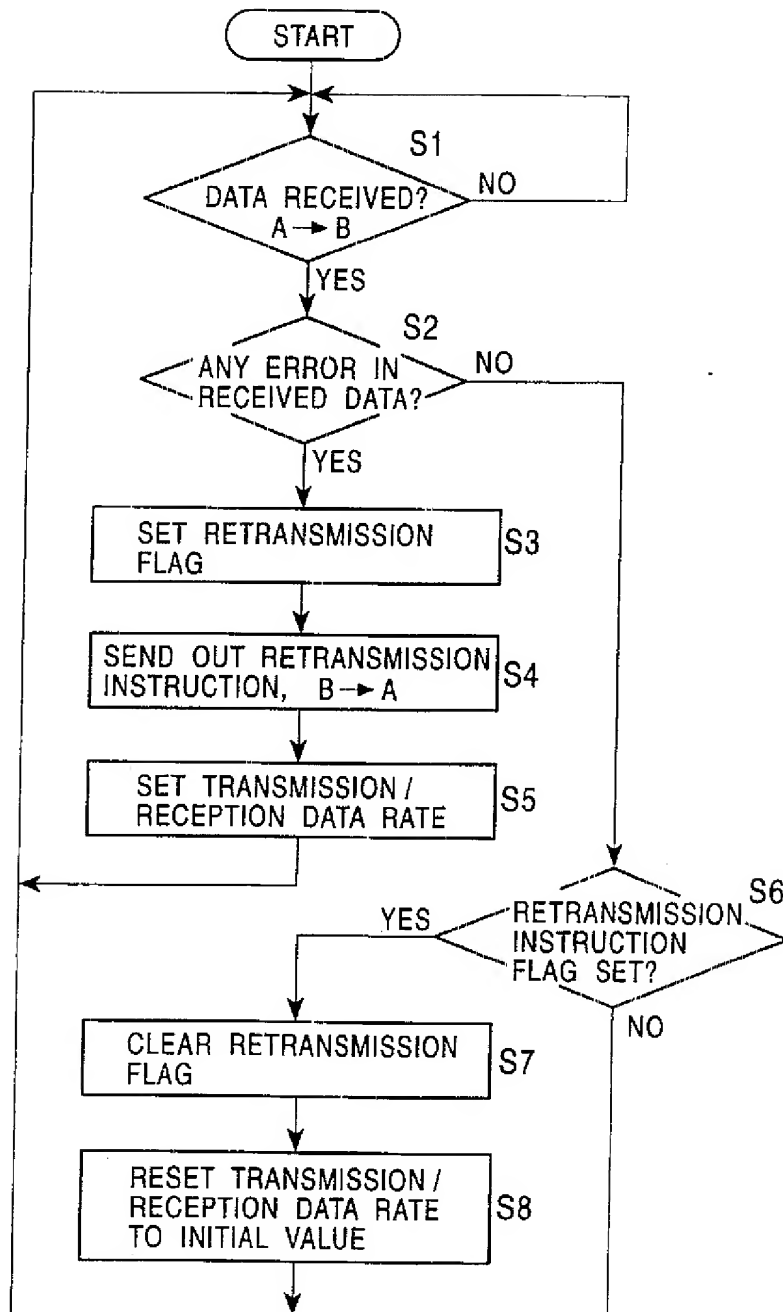 START
S1
DATA RECEIVED?
A → B
NO
YES
S2
ANY ERROR IN
RECEIVED DATA?
NO
YES
SET RETRANSMISSION
FLAG
S3
SEND OUT RETRANSMISSION
INSTRUCTION, B → A
S4
SET TRANSMISSION /
RECEPTION DATA RATE
S5
S6
RETRANSMISSION
INSTRUCTION
FLAG SET?
YES
NO
CLEAR RETRANSMISSION
FLAG
S7
RESET TRANSMISSION /
RECEPTION DATA RATE
TO INITIAL VALUE
S8